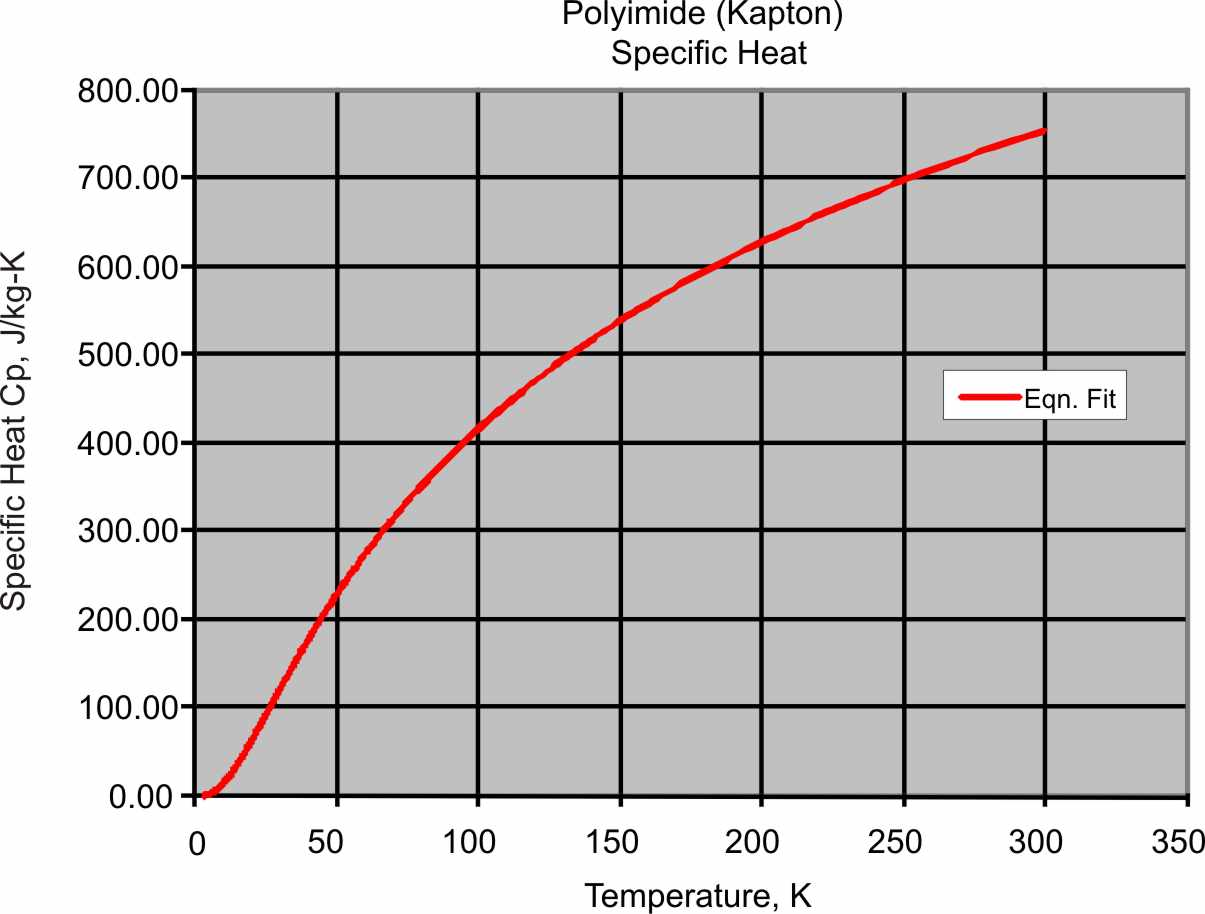 Polyimide (Kapton)
Specific Heat
Specific Heat Cp, J/kg-K
800.00
700.00
600.00
500.00
400.00
300.00
200.00
100.00
0.00
Eqn. Fit
0 50 100 150 200 250 300 350
Temperature, K